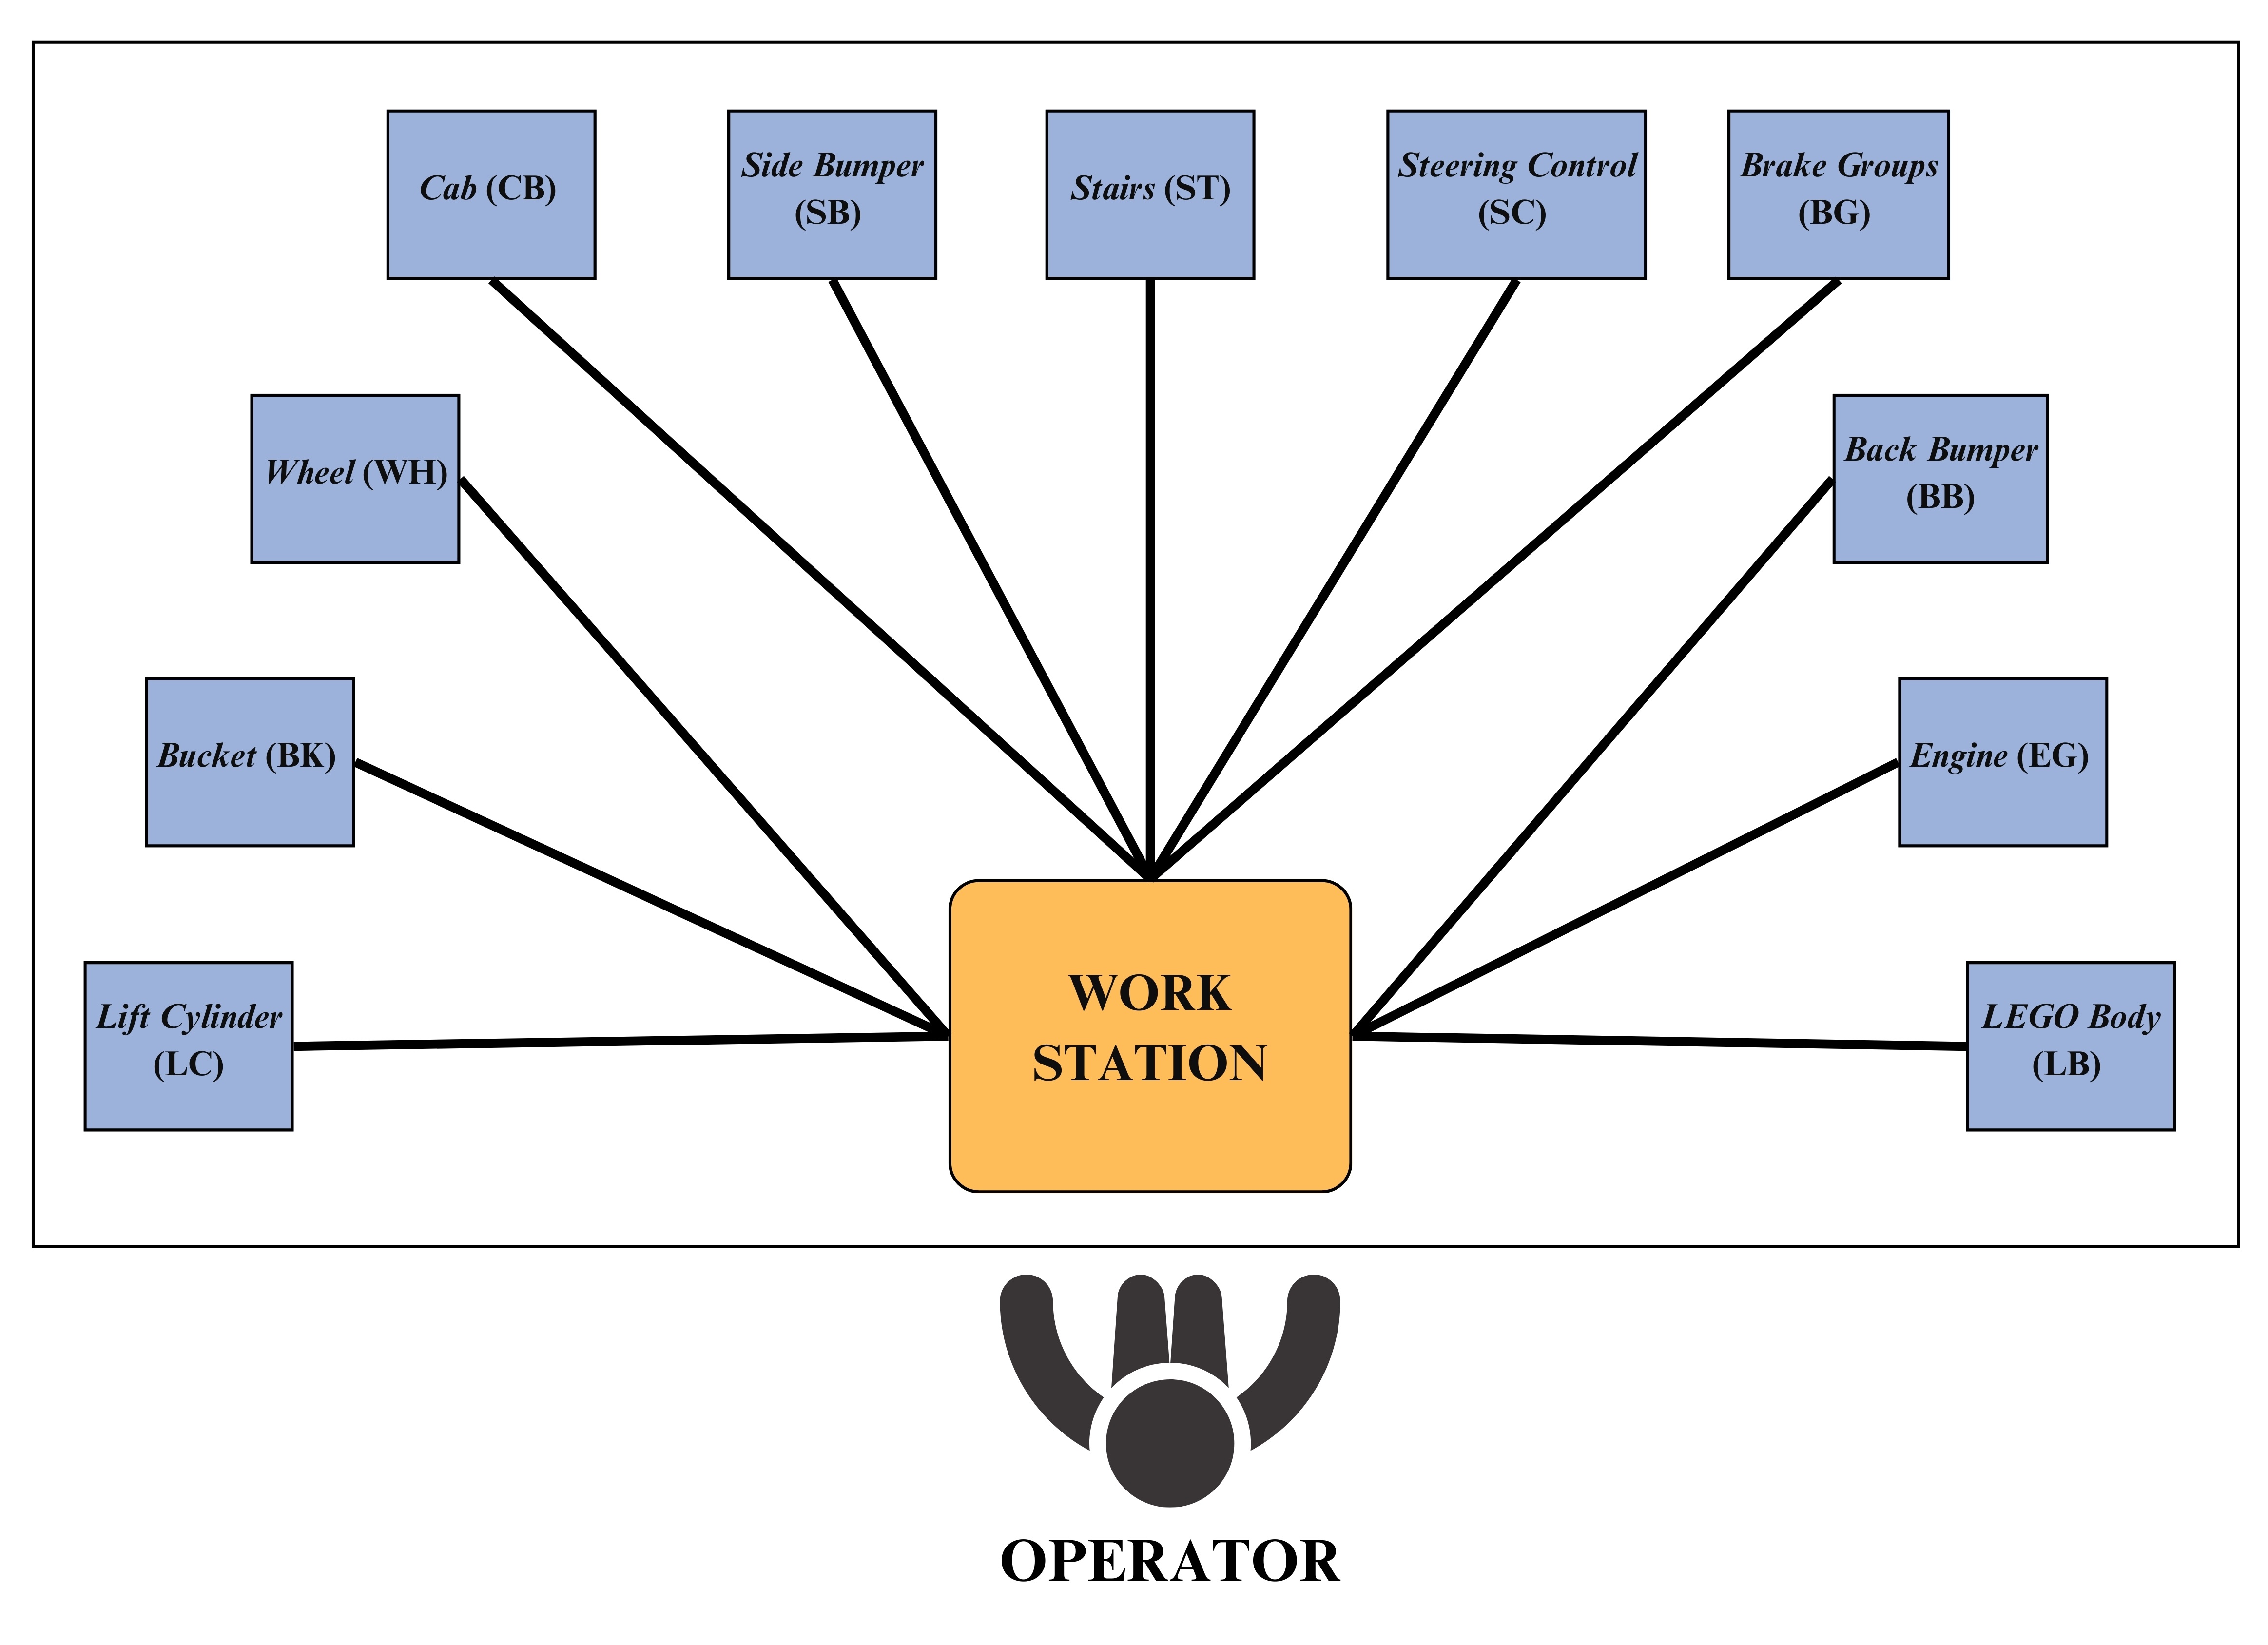 Cab (CB)
Side Bumper
(SB)
Stairs (ST)
Steering Control
(SC)
Brake Groups
(BG)
Wheel (WH)
Back Bumper
(BB)
Bucket (BK)
Engine (EG)
Lift Cylinder
(LC)
WORK
STATION
LEGO Body
(LB)
OPERATOR